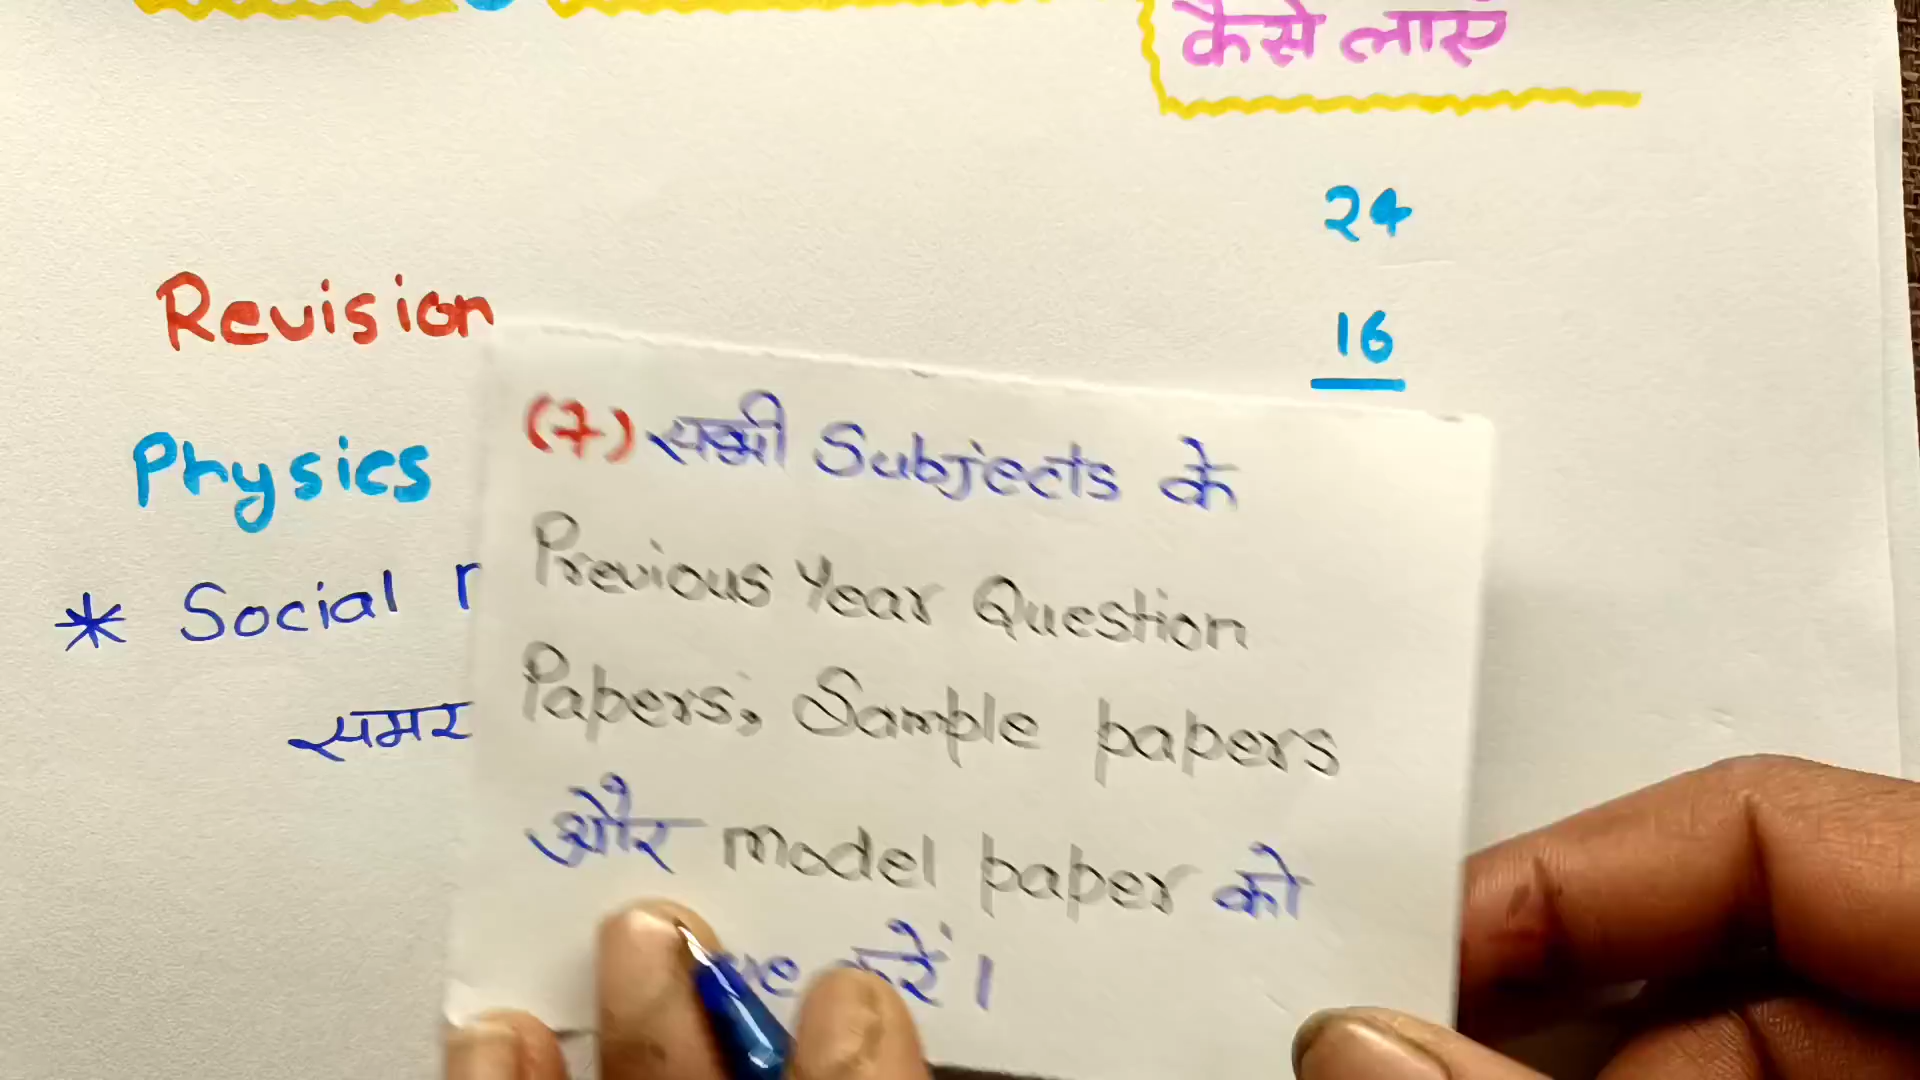 कैसे लाएँ
24
16
Revision
Physics
* Social
समर
(7) सभी Subjects के
Previous Year Question
Papers, Sample papers
और model paper को
करें।